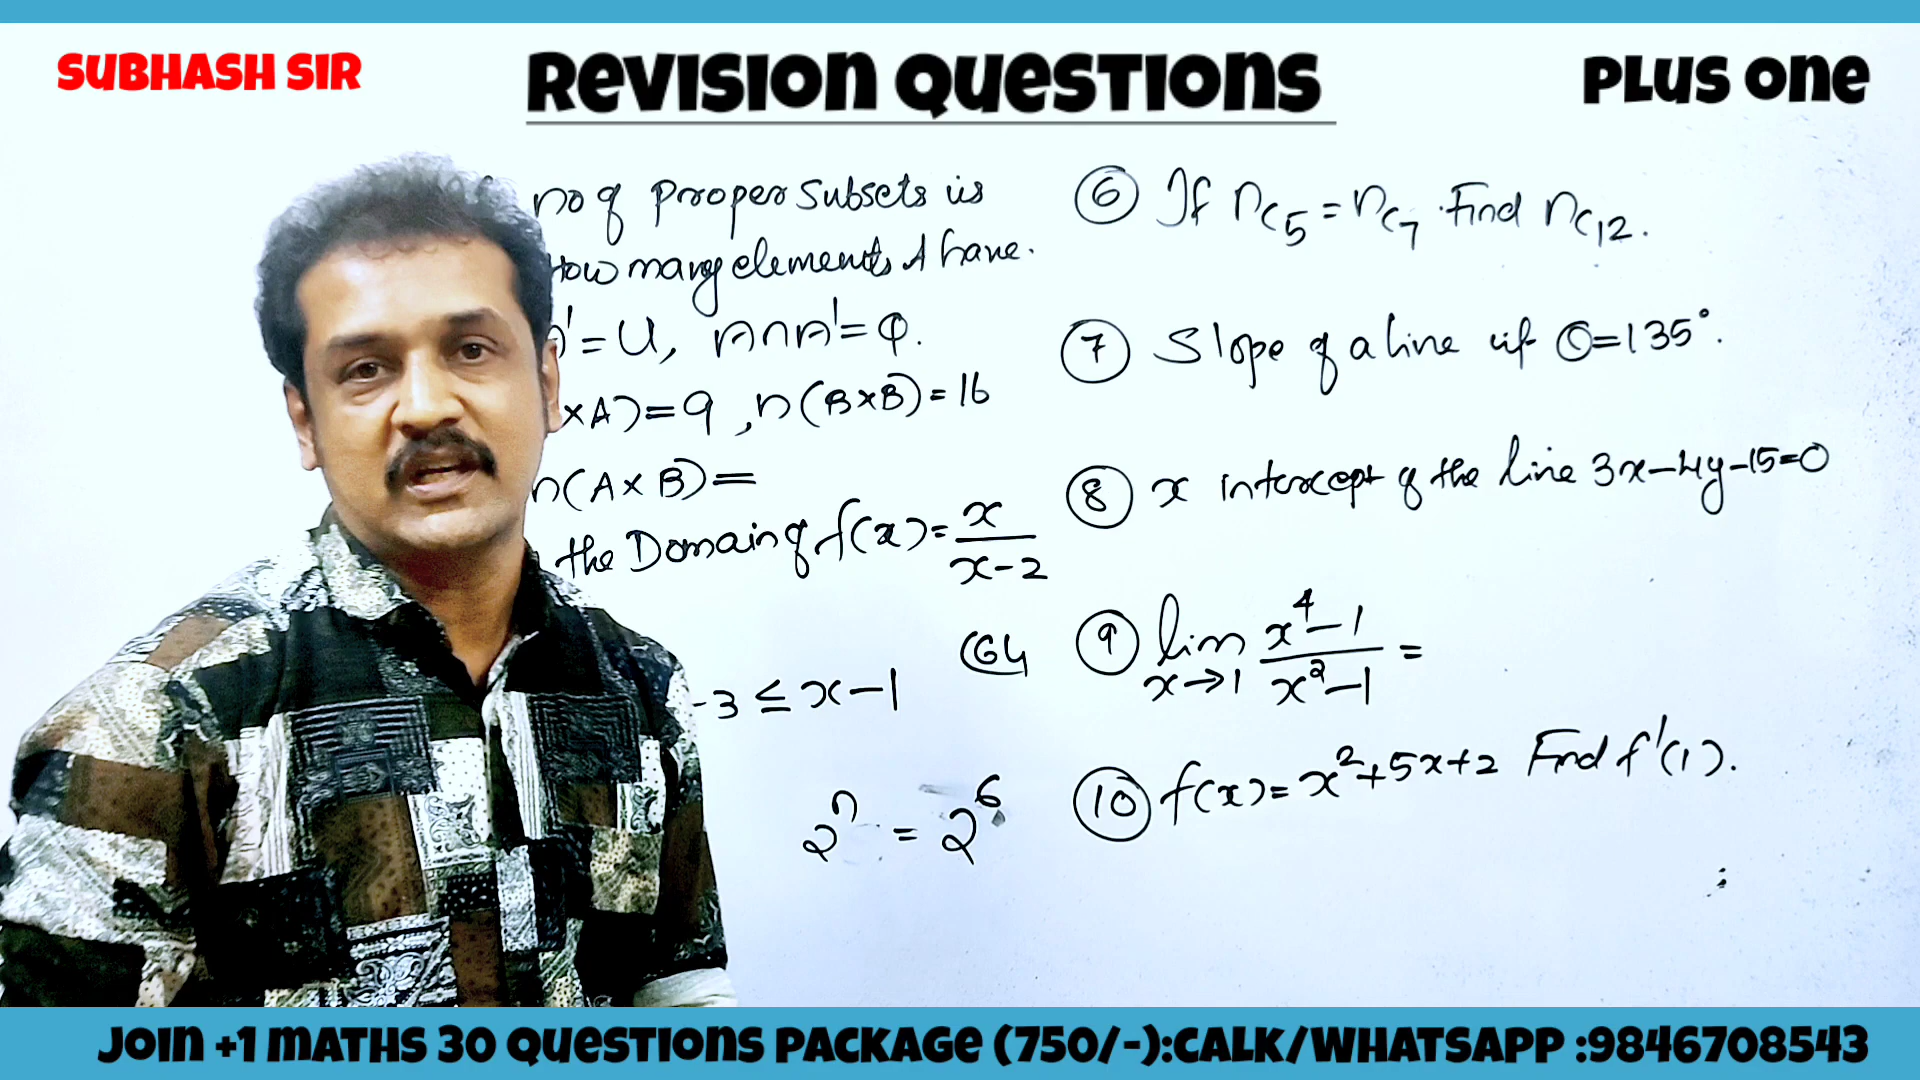 SUBHASH SIR
REVISION QUESTIONS
PLUS ONE
no of Proper Subsets is
How many elements A have.
A' = U, A∩A' = φ.
×A) = 9, n(B×B) = 16
n(A×B) =
the Domain of f(x) = x/(x-2)
64
-3 ≤ x-1
2ⁿ = 2⁶
⑥ If nC5 = nC7 . Find nC12.
⑦ Slope of a line if θ=135°.
⑧ x intercept of the line 3x-4y-15=0
⑨ lim x→1 (x⁴-1)/(x²-1) =
⑩ f(x) = x²+5x+2 Find f'(1).
JOIN +1 MATHS 30 QUESTIONS PACKAGE (750/-):CALK/WHATSAPP :9846708543